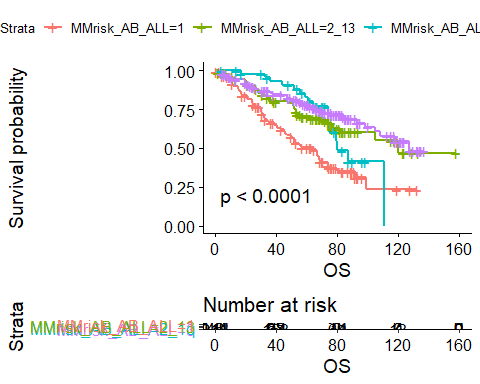 Strata MMrisk_AB_ALL=1 MMrisk_AB_ALL=2_13 MMrisk_AB_AL
Survival probability
1.00
0.75
0.50
0.25
0.00
p < 0.0001
0 40 80 120 160
OS
Number at risk
Strata
0 40 80 120 160
OS